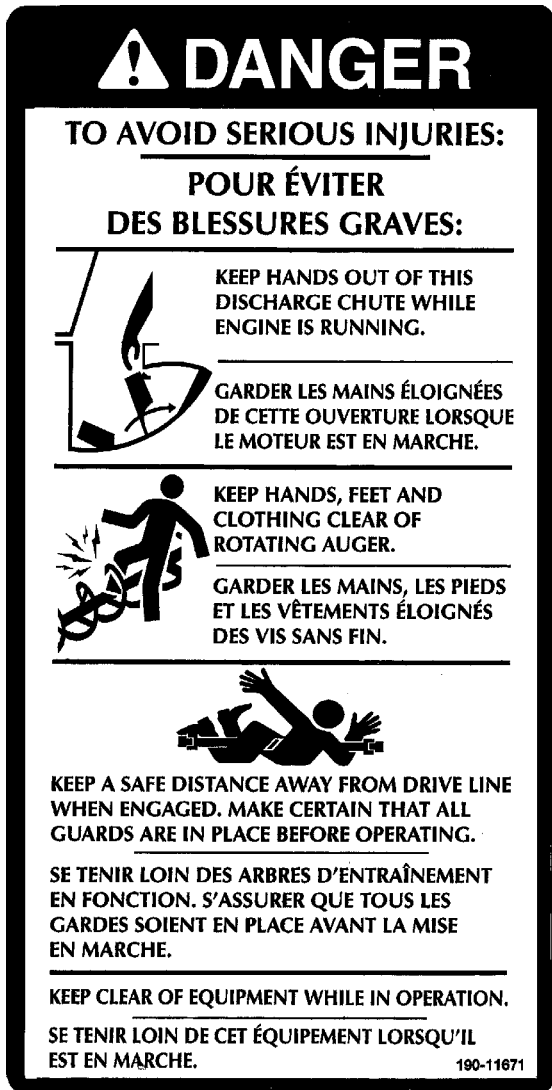 DANGER
TO AVOID SERIOUS INJURIES:
POUR ÉVITER
DES BLESSURES GRAVES:
KEEP HANDS OUT OF THIS
DISCHARGE CHUTE WHILE
ENGINE IS RUNNING.
GARDER LES MAINS ÉLOIGNÉES
DE CETTE OUVERTURE LORSQUE
LE MOTEUR EST EN MARCHE.
KEEP HANDS, FEET AND
CLOTHING CLEAR OF
ROTATING AUGER.
GARDER LES MAINS, LES PIEDS
ET LES VÊTEMENTS ÉLOIGNÉS
DES VIS SANS FIN.
KEEP A SAFE DISTANCE AWAY FROM DRIVE LINE
WHEN ENGAGED. MAKE CERTAIN THAT ALL
GUARDS ARE IN PLACE BEFORE OPERATING.
SE TENIR LOIN DES ARBRES D'ENTRAÎNEMENT
EN FONCTION. S'ASSURER QUE TOUS LES
GARDES SOIENT EN PLACE AVANT LA MISE
EN MARCHE.
KEEP CLEAR OF EQUIPMENT WHILE IN OPERATION.
SE TENIR LOIN DE CET ÉQUIPEMENT LORSQU'IL
EST EN MARCHE.
190-11671